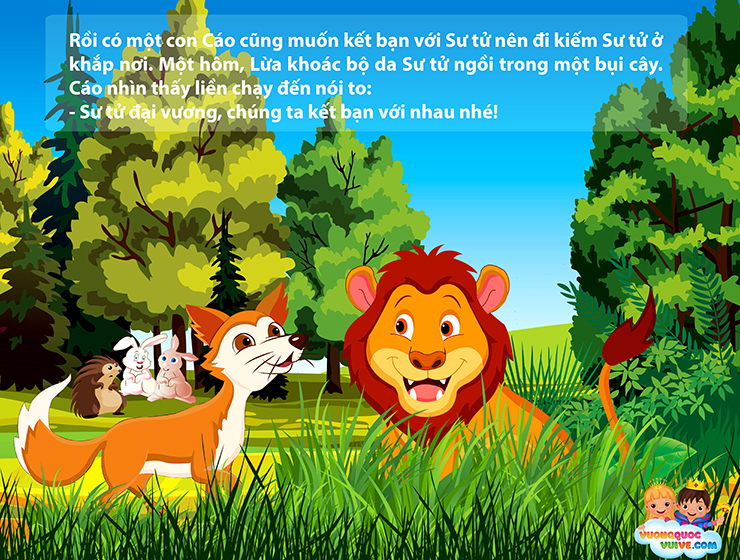 Rồi có một con Cáo cũng muốn kết bạn với Sư tử nên đi kiếm Sư tử ở
khắp nơi. Một hôm, Lừa khoác bộ da Sư tử ngồi trong một bụi cây.
Cáo nhìn thấy liền chạy đến nói to:
- Sư tử đại vương, chúng ta kết bạn với nhau nhé!
VUONGQUOC
VUIVE.COM